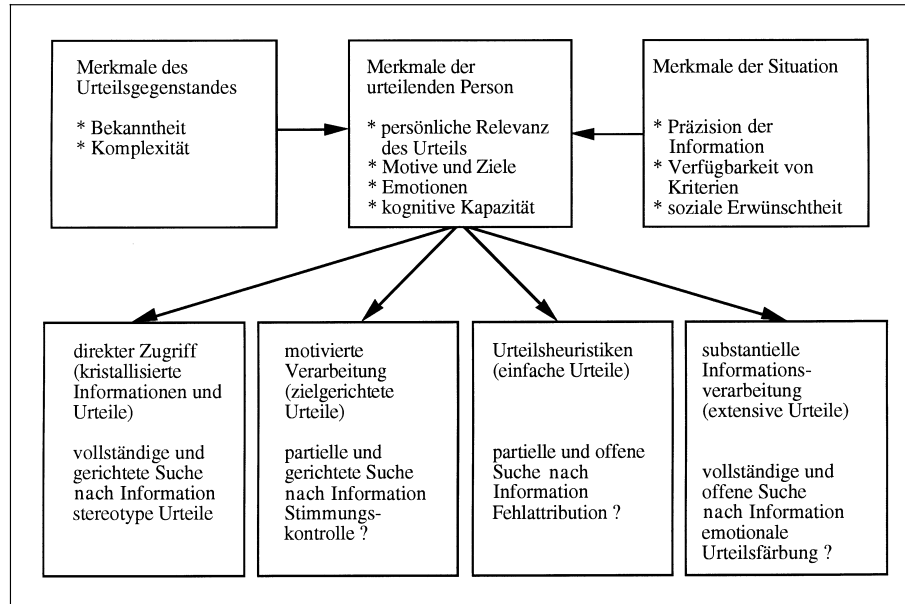 Merkmale des
Urteilsgegenstandes
* Bekanntheit
* Komplexität
Merkmale der
urteilenden Person
* persönliche Relevanz
des Urteils
* Motive und Ziele
* Emotionen
* kognitive Kapazität
Merkmale der Situation
* Präzision der
Information
* Verfügbarkeit von
Kriterien
* soziale Erwünschtheit
direkter Zugriff
(kristallisierte
Informationen und
Urteile)
vollständige und
gerichtete Suche
nach Information
stereotype Urteile
motivierte
Verarbeitung
(zielgerichtete
Urteile)
partielle und
gerichtete Suche
nach Information
Stimmungs-
kontrolle ?
Urteilsheuristiken
(einfache Urteile)
partielle und offene
Suche nach
Information
Fehlattribution ?
substantielle
Informations-
verarbeitung
(extensive Urteile)
vollständige und
offene Suche
nach Information
emotionale
Urteilsfärbung ?